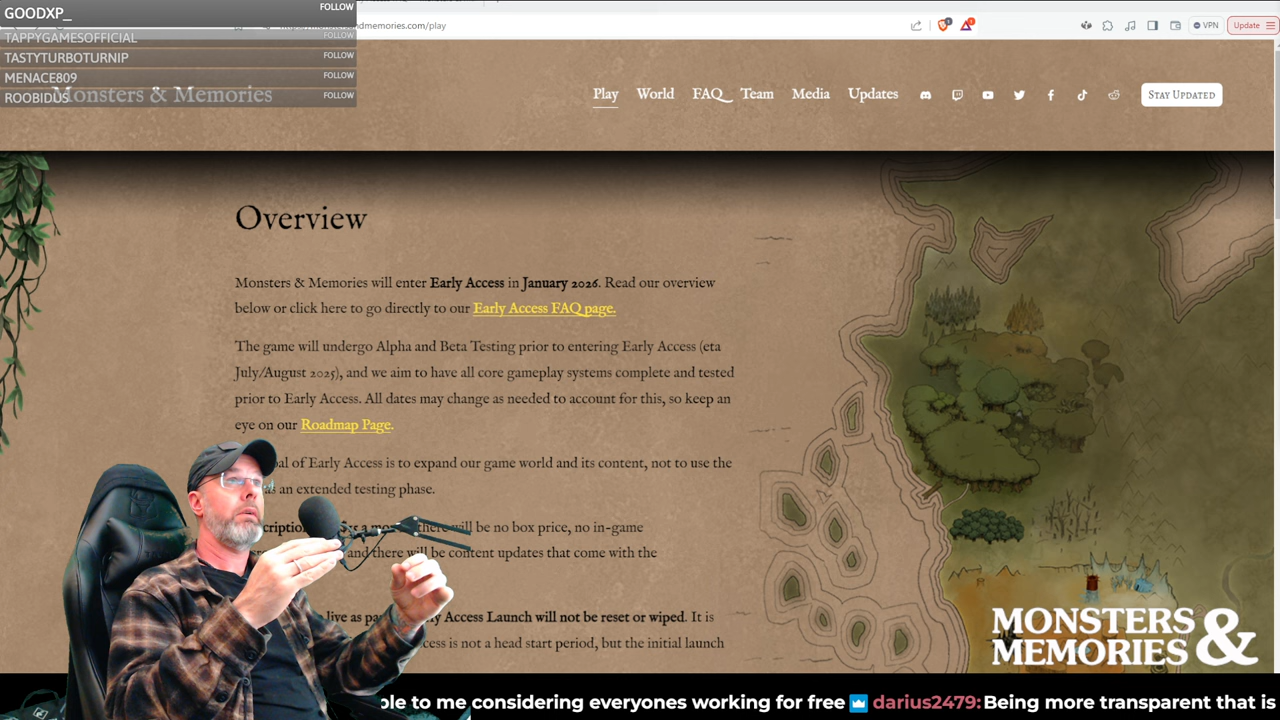 GOODXP_ FOLLOW
TAPPYGAMESOFFICIAL FOLLOW
TASTYTURBOTURNIP FOLLOW
MENACE809 FOLLOW
ROOBIDUS FOLLOW
ndmemories.com/play
VPN
Update
Monsters & Memories
Play World FAQ Team Media Updates
Stay Updated
Overview
Monsters & Memories will enter Early Access in January 2026. Read our overview
below or click here to go directly to our Early Access FAQ page.
The game will undergo Alpha and Beta Testing prior to entering Early Access (eta
July/August 2025), and we aim to have all core gameplay systems complete and tested
prior to Early Access. All dates may change as needed to account for this, so keep an
eye on our Roadmap Page.
al of Early Access is to expand our game world and its content, not to use the
as an extended testing phase.
cription there will be no box price, no in-game
and there will be content updates that come with the
live as pa y Access Launch will not be reset or wiped. It is
ccess is not a head start period, but the initial launch
MONSTERS &
MEMORIES
ple to me considering everyones working for free darius2479: Being more transparent that is